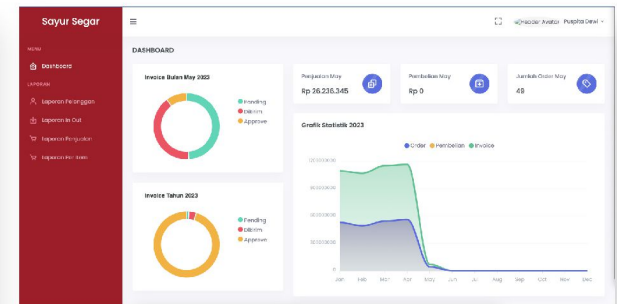 Sayur Segar
Puspita Dewi
MENU
Dashboard
LAPORAN
Laporan Pelanggan
Laporan In Out
Laporan Penjualan
Laporan Per Item
DASHBOARD
Invoice Bulan May 2023
Pending
Dikirim
Approve
Penjualan May
Rp 26.236.345
Pembelian May
Rp 0
Jumlah Order May
49
Grafik Statistik 2023
Order Pembelian Invoice
0
Jan Feb Mar Apr May Jun Jul Aug Sep Oct Nov Dec
Invoice Tahun 2023
Pending
Dikirim
Approve